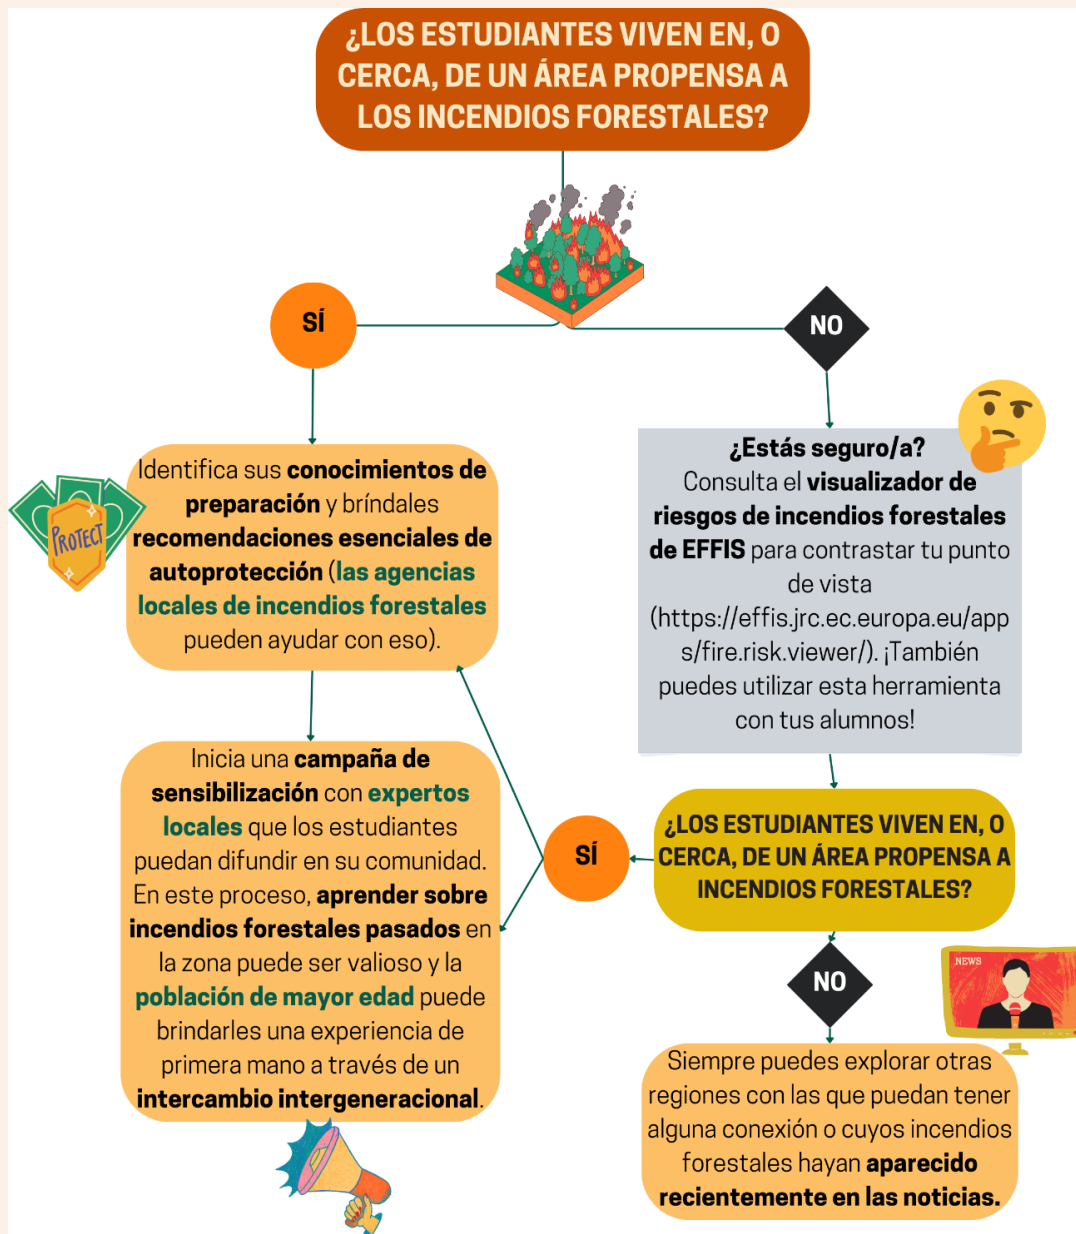 ¿LOS ESTUDIANTES VIVEN EN, O
CERCA, DE UN ÁREA PROPENSA A
LOS INCENDIOS FORESTALES?
SÍ
NO
Identifica sus conocimientos de
preparación y bríndales
recomendaciones esenciales de
autoprotección (las agencias
locales de incendios forestales
pueden ayudar con eso).
PROTECT
¿Estás seguro/a?
Consulta el visualizador de
riesgos de incendios forestales
de EFFIS para contrastar tu punto
de vista
(https://effis.jrc.ec.europa.eu/app
s/fire.risk.viewer/). ¡También
puedes utilizar esta herramienta
con tus alumnos!
Inicia una campaña de
sensibilización con expertos
locales que los estudiantes
puedan difundir en su comunidad.
En este proceso, aprender sobre
incendios forestales pasados en
la zona puede ser valioso y la
población de mayor edad puede
brindarles una experiencia de
primera mano a través de un
intercambio intergeneracional.
SÍ
¿LOS ESTUDIANTES VIVEN EN, O
CERCA, DE UN ÁREA PROPENSA A
INCENDIOS FORESTALES?
NO
NEWS
Siempre puedes explorar otras
regiones con las que puedan tener
alguna conexión o cuyos incendios
forestales hayan aparecido
recientemente en las noticias.